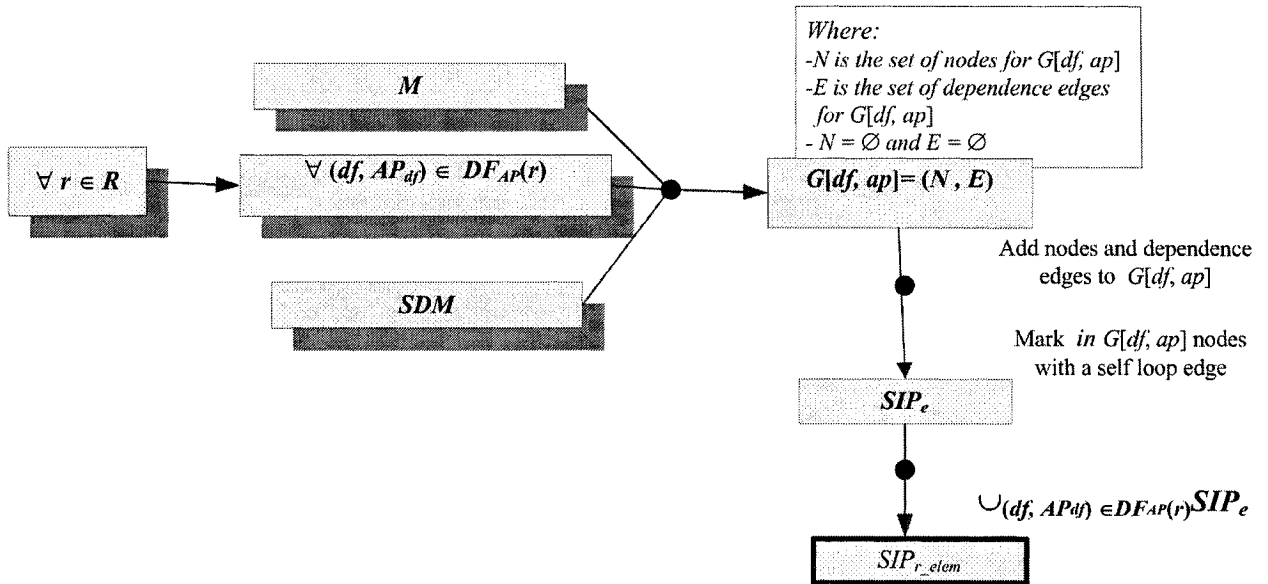 Where:
-N is the set of nodes for G[df, ap]
-E is the set of dependence edges
for G[df, ap]
- N = ∅ and E = ∅
M
∀ r ∈ R
∀ (df, AP_df) ∈ DF_AP(r)
G[df, ap]= (N , E)
SDM
Add nodes and dependence
edges to G[df, ap]
Mark in G[df, ap] nodes
with a self loop edge
SIP_e
∪(df, AP_df) ∈DF_AP(r) SIP_e
SIP_r_elem